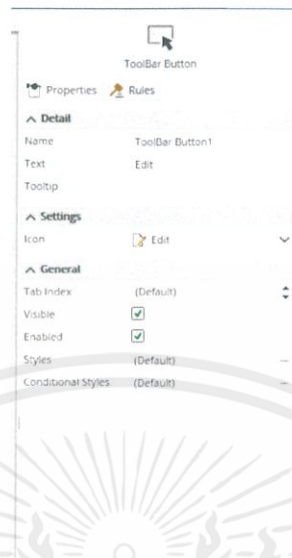 ToolBar Button
Properties Rules
Detail
Name ToolBar Button1
Text Edit
Tooltip
Settings
Icon Edit
General
Tab Index (Default)
Visible
Enabled
Styles (Default) ...
Conditional Styles (Default) ...